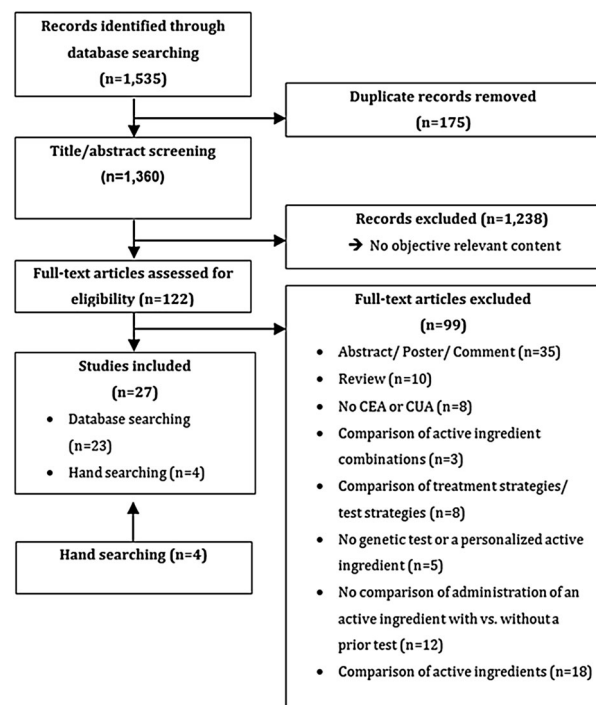 Records identified through
database searching
(n=1,535)
Duplicate records removed
(n=175)
Title/abstract screening
(n=1,360)
Records excluded (n=1,238)
➔ No objective relevant content
Full-text articles assessed for
eligibility (n=122)
Full-text articles excluded
(n=99)
• Abstract/ Poster/ Comment (n=35)
• Review (n=10)
• No CEA or CUA (n=8)
• Comparison of active ingredient
combinations (n=3)
• Comparison of treatment strategies/
test strategies (n=8)
• No genetic test or a personalized active
ingredient (n=5)
• No comparison of administration of an
active ingredient with vs. without a
prior test (n=12)
• Comparison of active ingredients (n=18)
Studies included
(n=27)
• Database searching
(n=23)
• Hand searching (n=4)
Hand searching (n=4)